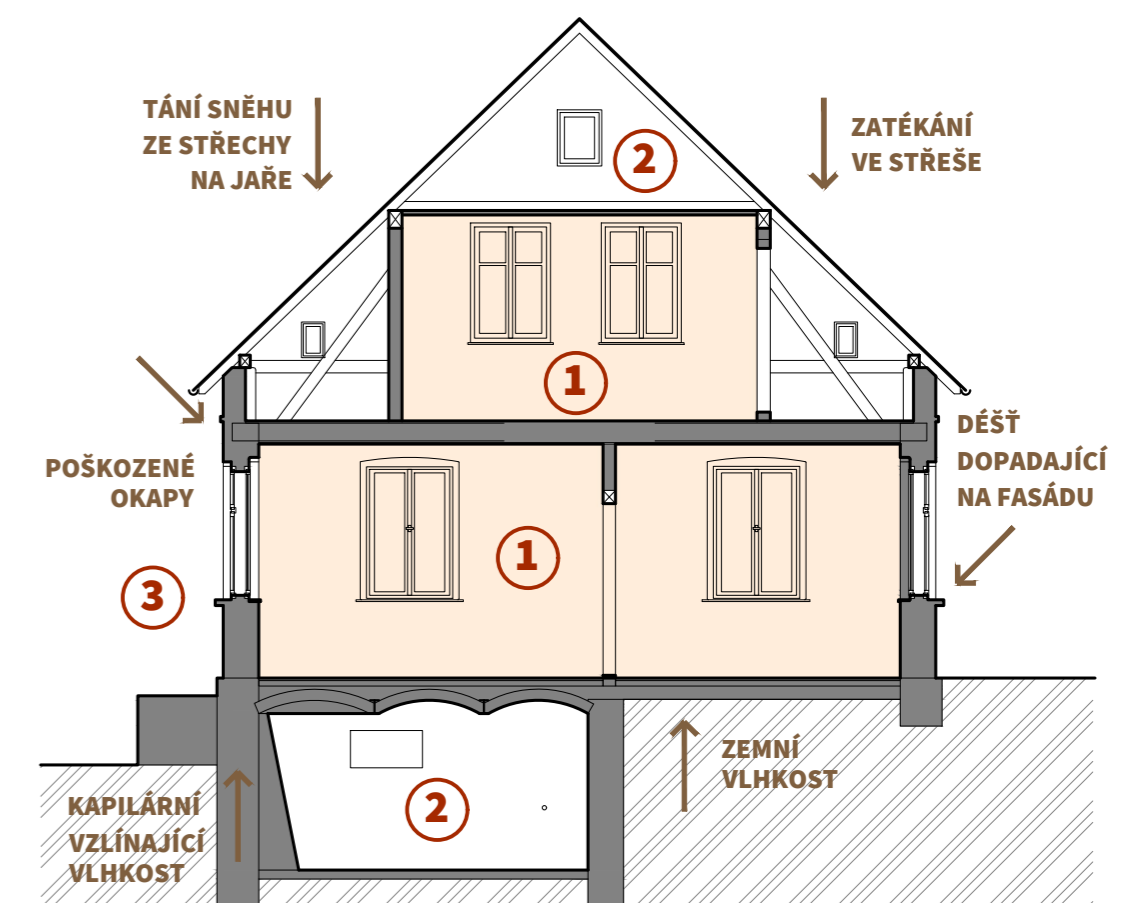 TÁNÍ SNĚHU
ZE STŘECHY
NA JAŘE
ZATÉKÁNÍ
VE STŘEŠE
2
1
POŠKOZENÉ
OKAPY
DÉŠŤ
DOPADAJÍCÍ
NA FASÁDU
1
3
ZEMNÍ
VLHKOST
KAPILÁRNÍ
VZLÍNAJÍCÍ
VLHKOST
2